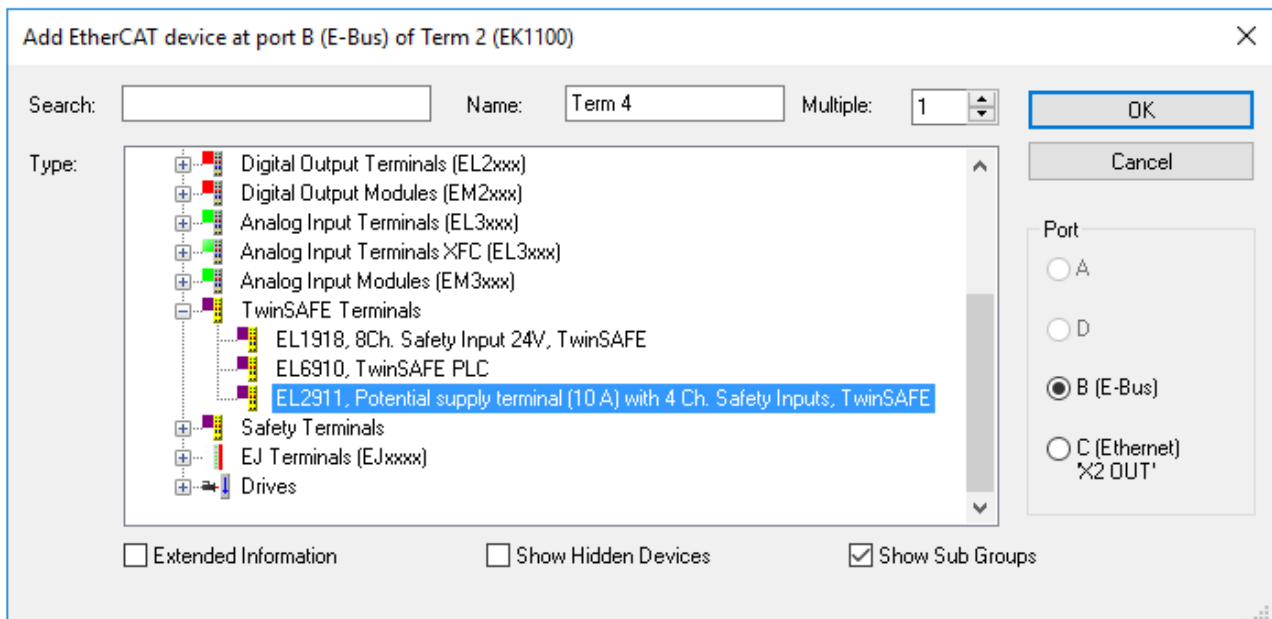 Add EtherCAT device at port B (E-Bus) of Term 2 (EK1100)
Search:
Name:
Term 4
Multiple:
1
OK
Type:
Digital Output Terminals (EL2xxx)
Cancel
Digital Output Modules (EM2xxx)
Analog Input Terminals (EL3xxx)
Port
Analog Input Terminals XFC (EL3xxx)
A
Analog Input Modules (EM3xxx)
TwinSAFE Terminals
D
EL1918, 8Ch. Safety Input 24V, TwinSAFE
EL6910, TwinSAFE PLC
B (E-Bus)
EL2911, Potential supply terminal (10 A) with 4 Ch. Safety Inputs, TwinSAFE
Safety Terminals
C (Ethernet)
'X2 OUT'
EJ Terminals (EJxxxx)
Drives
Extended Information
Show Hidden Devices
Show Sub Groups